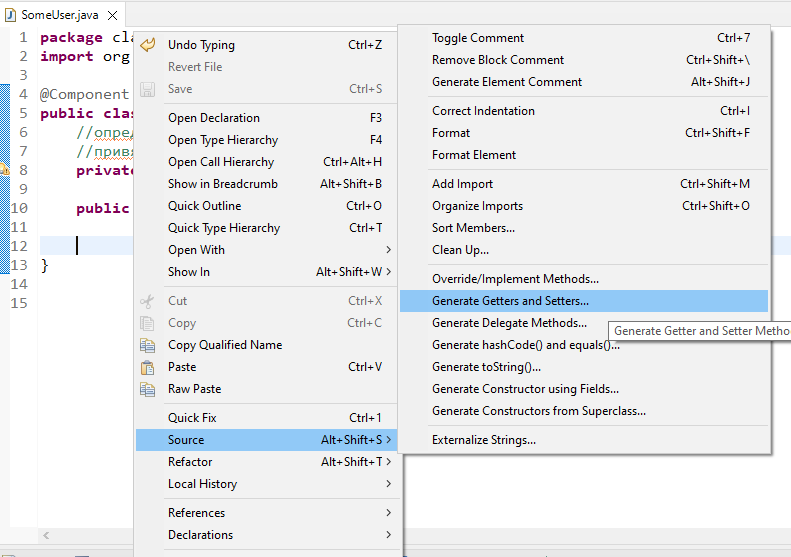 SomeUser.java
1 package cla
2 import org
3
4 @Component
5 public clas
6 //опред
7 //привя
8 private
9
10 public
11
12
13 }
14
15
Undo Typing Ctrl+Z
Revert File
Save Ctrl+S
Open Declaration F3
Open Type Hierarchy F4
Open Call Hierarchy Ctrl+Alt+H
Show in Breadcrumb Alt+Shift+B
Quick Outline Ctrl+O
Quick Type Hierarchy Ctrl+T
Open With
Show In Alt+Shift+W
Cut Ctrl+X
Copy Ctrl+C
Copy Qualified Name
Paste Ctrl+V
Raw Paste
Quick Fix Ctrl+1
Source Alt+Shift+S
Refactor Alt+Shift+T
Local History
References
Declarations
Toggle Comment Ctrl+7
Remove Block Comment Ctrl+Shift+\
Generate Element Comment Alt+Shift+J
Correct Indentation Ctrl+I
Format Ctrl+Shift+F
Format Element
Add Import Ctrl+Shift+M
Organize Imports Ctrl+Shift+O
Sort Members...
Clean Up...
Override/Implement Methods...
Generate Getters and Setters...
Generate Delegate Methods...
Generate Getter and Setter Metho
Generate hashCode() and equals()...
Generate toString()...
Generate Constructor using Fields...
Generate Constructors from Superclass...
Externalize Strings...